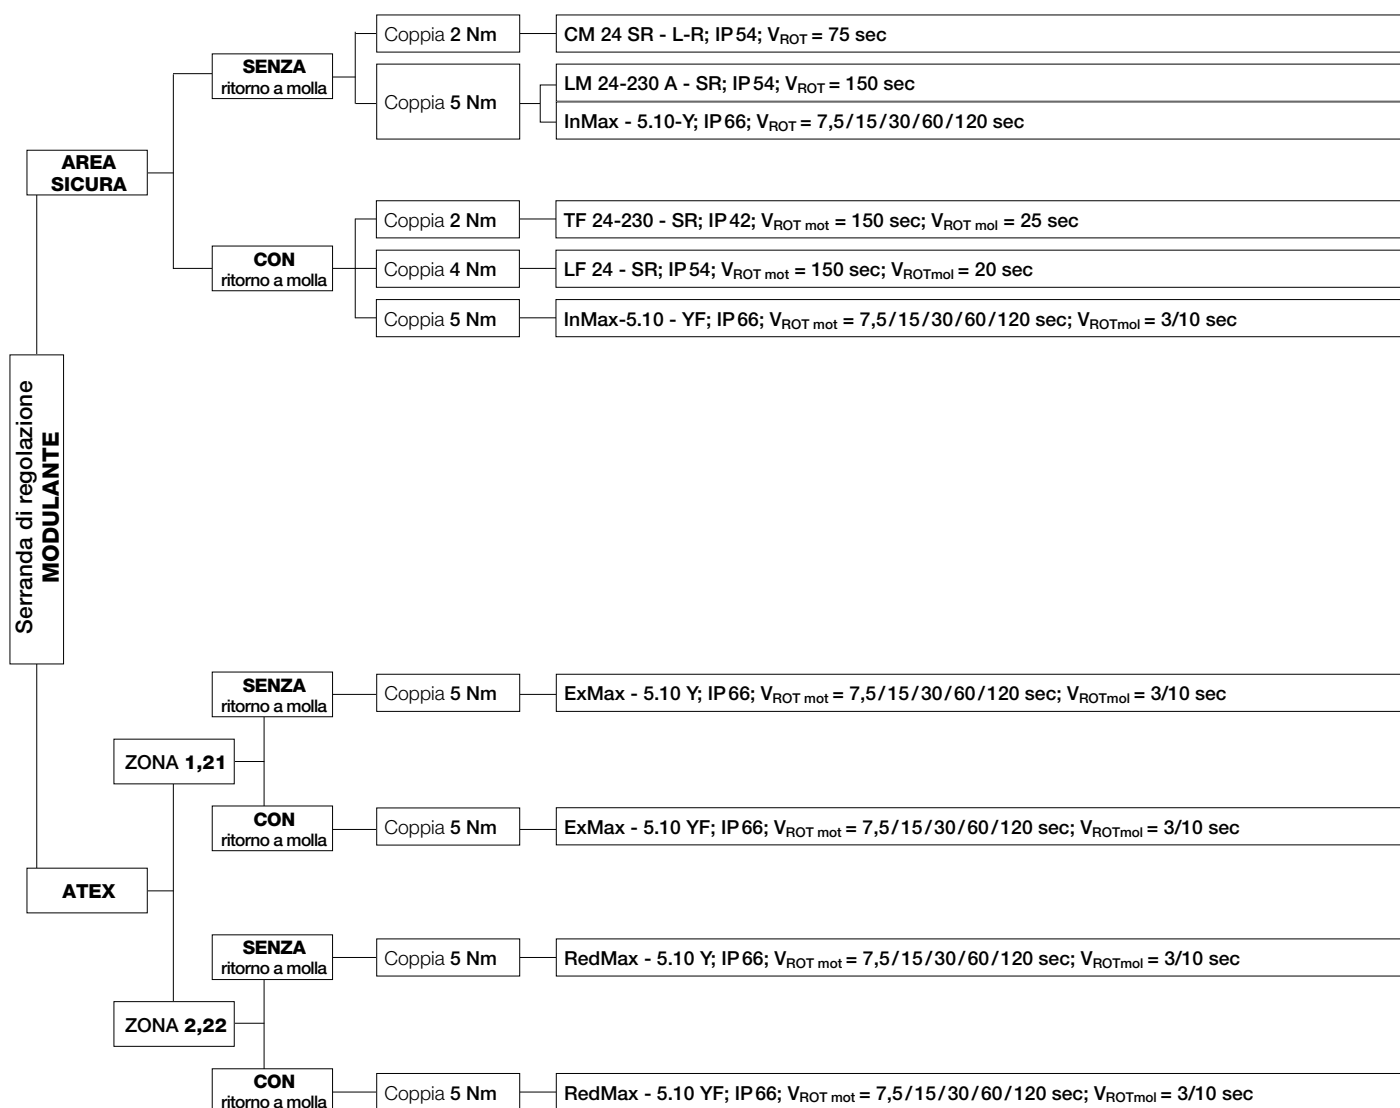 Serranda di regolazione
MODULANTE
AREA
SICURA
SENZA
ritorno a molla
Coppia 2 Nm
CM 24 SR - L-R; IP54; VROT = 75 sec
Coppia 5 Nm
LM 24-230 A - SR; IP54; VROT = 150 sec
InMax - 5.10-Y; IP66; VROT = 7,5/15/30/60/120 sec
CON
ritorno a molla
Coppia 2 Nm
TF 24-230 - SR; IP42; VROT mot = 150 sec; VROT mol = 25 sec
Coppia 4 Nm
LF 24 - SR; IP54; VROT mot = 150 sec; VROTmol = 20 sec
Coppia 5 Nm
InMax-5.10 - YF; IP66; VROT mot = 7,5/15/30/60/120 sec; VROTmol = 3/10 sec
ATEX
ZONA 1,21
SENZA
ritorno a molla
Coppia 5 Nm
ExMax - 5.10 Y; IP66; VROT mot = 7,5/15/30/60/120 sec; VROTmol = 3/10 sec
CON
ritorno a molla
Coppia 5 Nm
ExMax - 5.10 YF; IP66; VROT mot = 7,5/15/30/60/120 sec; VROTmol = 3/10 sec
ZONA 2,22
SENZA
ritorno a molla
Coppia 5 Nm
RedMax - 5.10 Y; IP66; VROT mot = 7,5/15/30/60/120 sec; VROTmol = 3/10 sec
CON
ritorno a molla
Coppia 5 Nm
RedMax - 5.10 YF; IP66; VROT mot = 7,5/15/30/60/120 sec; VROTmol = 3/10 sec